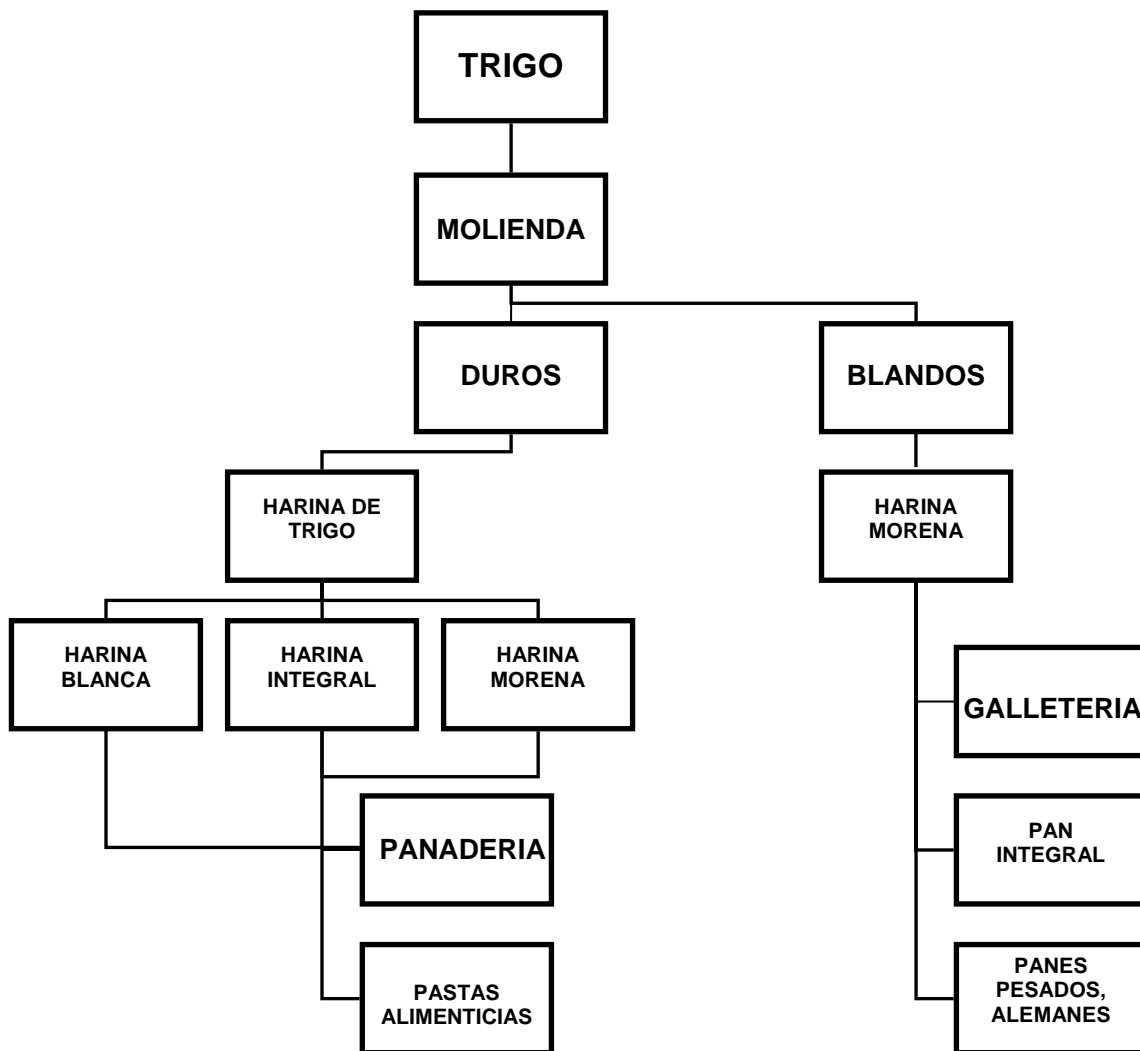 TRIGO
MOLIENDA
DUROS
BLANDOS
HARINA DE
TRIGO
HARINA
MORENA
HARINA
BLANCA
HARINA
INTEGRAL
HARINA
MORENA
GALLETERIA
PANADERIA
PAN
INTEGRAL
PASTAS
ALIMENTICIAS
PANES
PESADOS,
ALEMANES